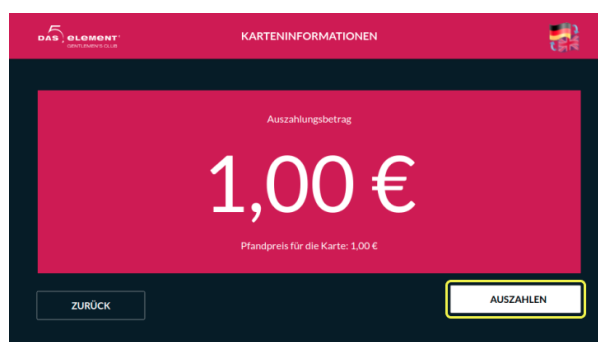 DAS 5 ELEMENT
GENTLEMEN'S CLUB
KARTENINFORMATIONEN
Auszahlungsbetrag
1,00 €
Pfandpreis für die Karte: 1,00 €
ZURÜCK
AUSZAHLEN